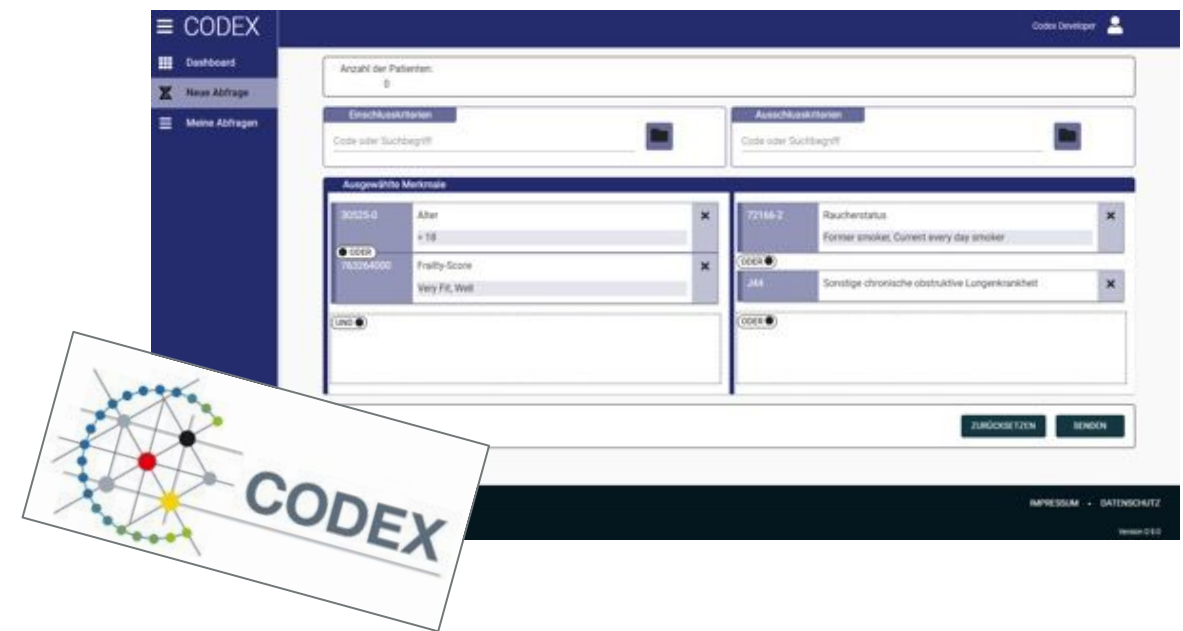 CODEX
Codex Developer
Dashboard
Neue Abfrage
Meine Abfragen
Anzahl der Patienten:
0
Einschlusskriterien
Ausschlusskriterien
Code oder Suchbegriff
Code oder Suchbegriff
Ausgewählte Merkmale
30525-0
Alter
ODER
763264000
Frailty-Score
Very Fit, Well
UND
72166-2
Raucherstatus
Former smoker, Current every day smoker
ODER
J44
Sonstige chronische obstruktive Lungenkrankheit
ODER
ZURÜCKSETZEN
SENDEN
IMPRESSUM - DATENSCHUTZ
CODEX